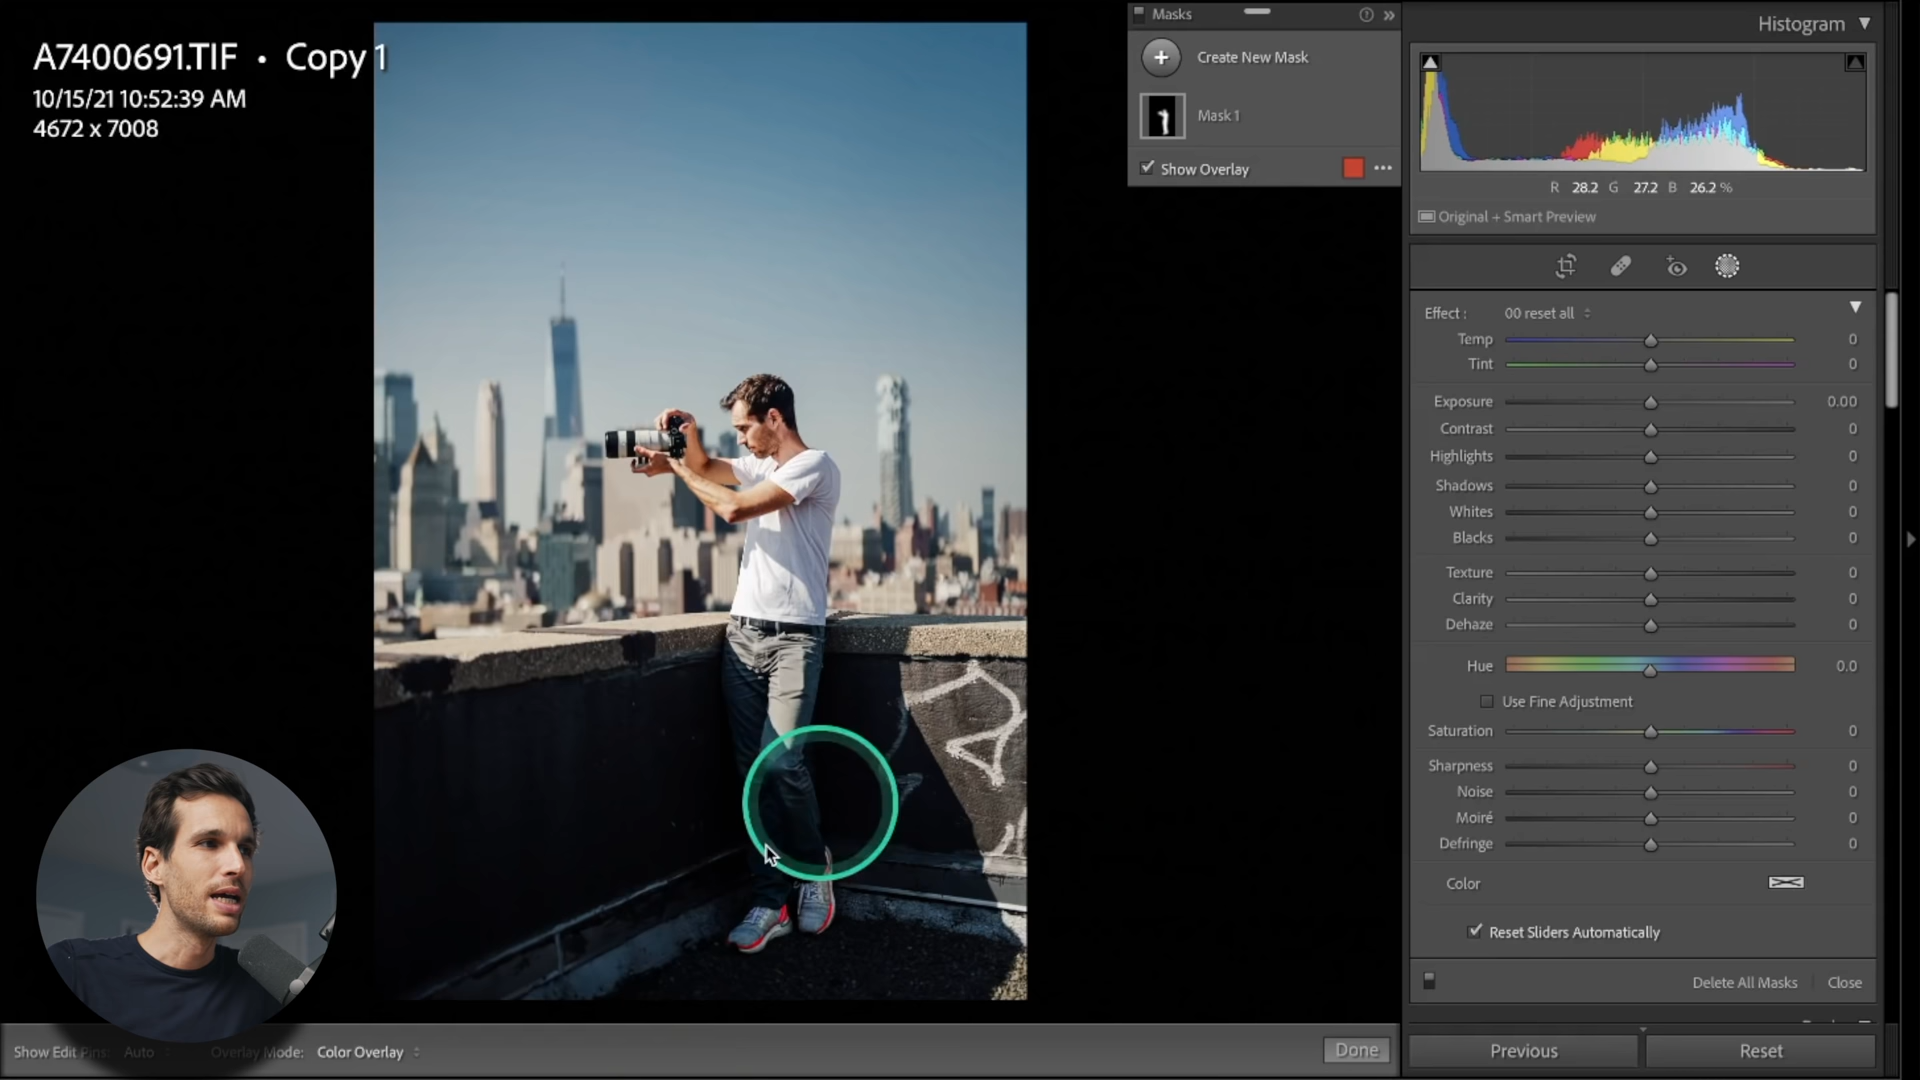 A7400691.TIF • Copy 1
10/15/21 10:52:39 AM
4672 x 7008
Masks
Create New Mask
Mask 1
Show Overlay
Histogram
R 28.2 G 27.2 B 26.2 %
Original + Smart Preview
Effect : 00 reset all
Temp 0
Tint 0
Exposure 0.00
Contrast 0
Highlights 0
Shadows 0
Whites 0
Blacks 0
Texture 0
Clarity 0
Dehaze 0
Hue 0.0
Use Fine Adjustment
Saturation 0
Sharpness 0
Noise 0
Moiré 0
Defringe 0
Color
Reset Sliders Automatically
Delete All Masks Close
Show Edit Pins: Auto Overlay Mode: Color Overlay Done
Previous Reset